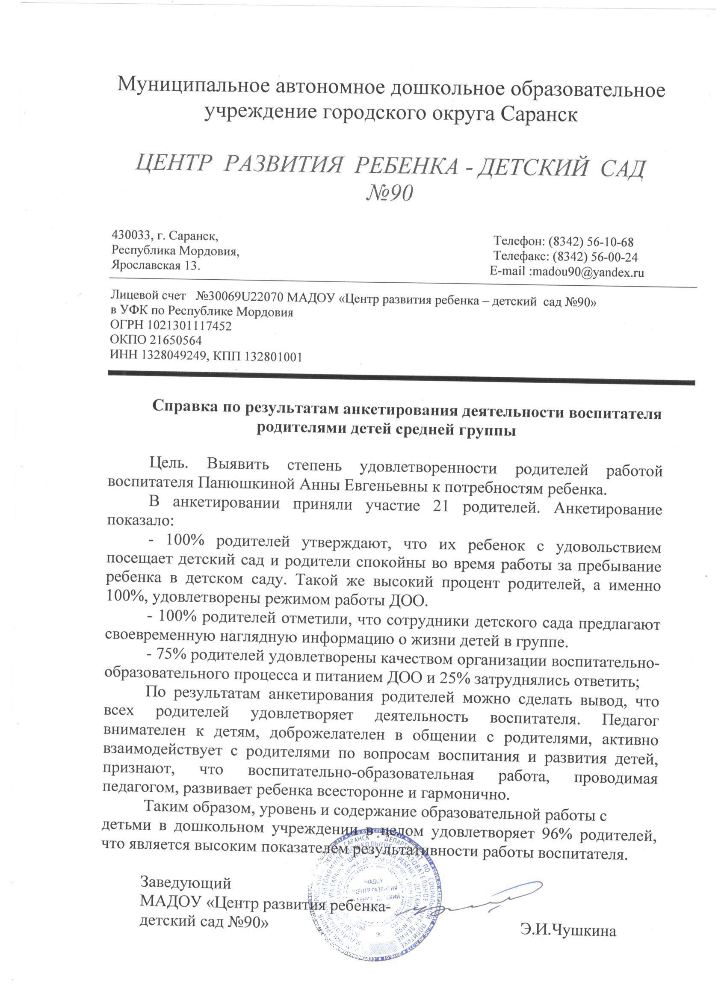 Муниципальное автономное дошкольное образовательное
учреждение городского округа Саранск
ЦЕНТР РАЗВИТИЯ РЕБЕНКА - ДЕТСКИЙ САД
№90
430033, г. Саранск,
Республика Мордовия,
Ярославская 13.
Телефон: (8342) 56-10-68
Телефакс: (8342) 56-00-24
E-mail :madou90@yandex.ru
Лицевой счет №30069U22070 МАДОУ «Центр развития ребенка – детский сад №90»
в УФК по Республике Мордовия
ОГРН 1021301117452
ОКПО 21650564
ИНН 1328049249, КПП 132801001
Справка по результатам анкетирования деятельности воспитателя
родителями детей средней группы
Цель. Выявить степень удовлетворенности родителей работой
воспитателя Панюшкиной Анны Евгеньевны к потребностям ребенка.
В анкетировании приняли участие 21 родителей. Анкетирование
показало:
- 100% родителей утверждают, что их ребенок с удовольствием
посещает детский сад и родители спокойны во время работы за пребывание
ребенка в детском саду. Такой же высокий процент родителей, а именно
100%, удовлетворены режимом работы ДОО.
- 100% родителей отметили, что сотрудники детского сада предлагают
своевременную наглядную информацию о жизни детей в группе.
- 75% родителей удовлетворены качеством организации воспитательно-
образовательного процесса и питанием ДОО и 25% затруднялись ответить;
По результатам анкетирования родителей можно сделать вывод, что
всех родителей удовлетворяет деятельность воспитателя. Педагог
внимателен к детям, доброжелателен в общении с родителями, активно
взаимодействует с родителями по вопросам воспитания и развития детей,
признают, что воспитательно-образовательная работа, проводимая
педагогом, развивает ребенка всесторонне и гармонично.
Таким образом, уровень и содержание образовательной работы с
детьми в дошкольном учреждении в целом удовлетворяет 96% родителей,
что является высоким показателем результативности работы воспитателя.
Заведующий
МАДОУ «Центр развития ребенка-
детский сад №90»
Э.И.Чушкина
МАДОУ